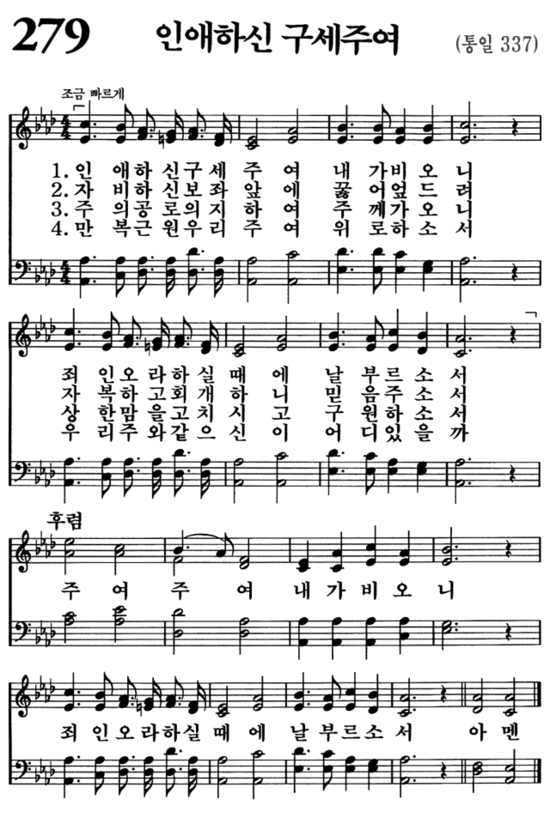 279 인애하신 구세주여 (통일 337)
조금 빠르게
1. 인 애하 신구 세 주 여 내 가비 오 니
2. 자 비하 신보 좌 앞 에 꿇 어엎 드 려
3. 주 의공 로의 지 하 여 주 께가 오 니
4. 만 복근 원우 리 주 여 위 로하 소 서
죄 인오 라하 실 때 에 날 부르 소 서
자 복하 고회 개 하 니 믿 음주 소 서
상 한맘 을고 치 시 고 구 원하 소 서
우 리주 와같 으 신 이 어 디있 을 까
후렴
주 여 주 여 내 가 비 오 니
죄 인오 라하실 때 에 날 부르소 서 아 멘